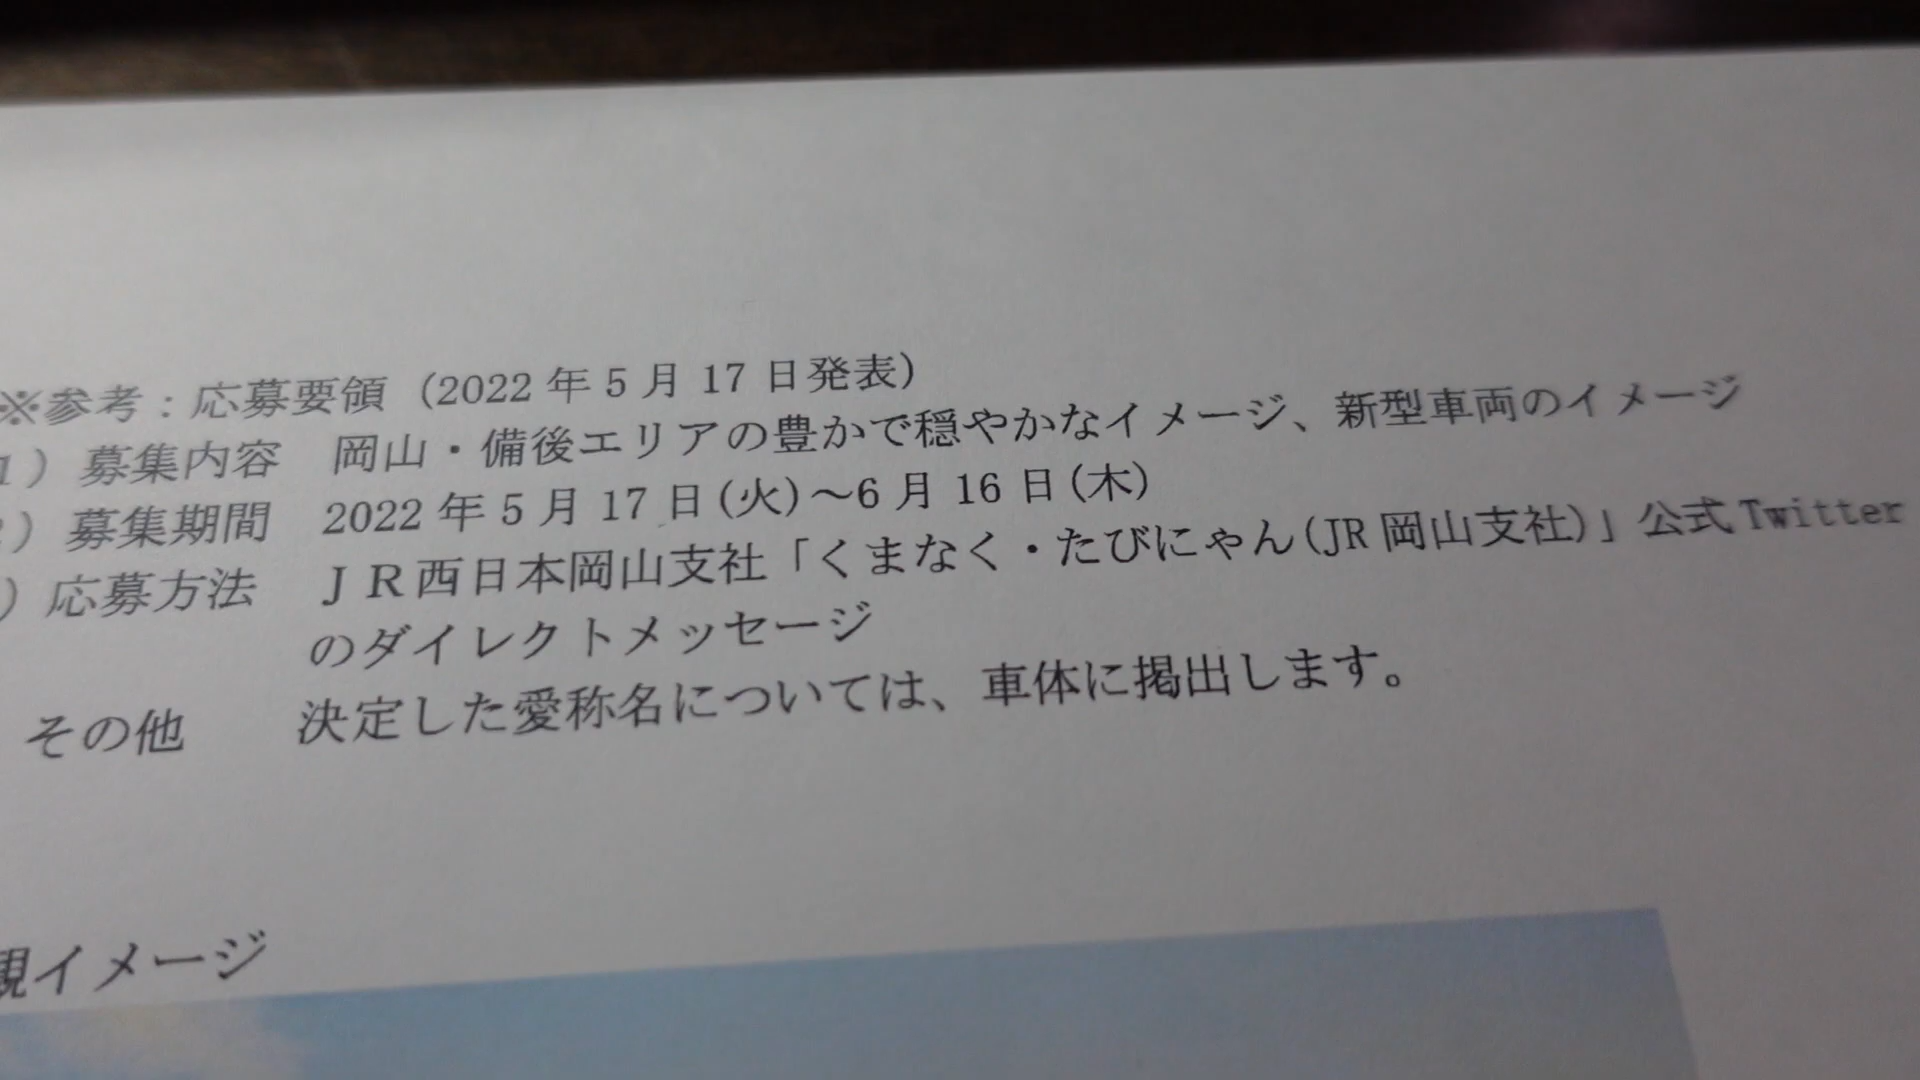 ※参考：応募要領（2022年5月17日発表）
1）募集内容　岡山・備後エリアの豊かで穏やかなイメージ、新型車両のイメージ
）募集期間　2022年5月17日(火)～6月16日(木)
）応募方法　ＪＲ西日本岡山支社「くまなく・たびにゃん(JR岡山支社)」公式Twitter
のダイレクトメッセージ
その他　決定した愛称名については、車体に掲出します。
観イメージ